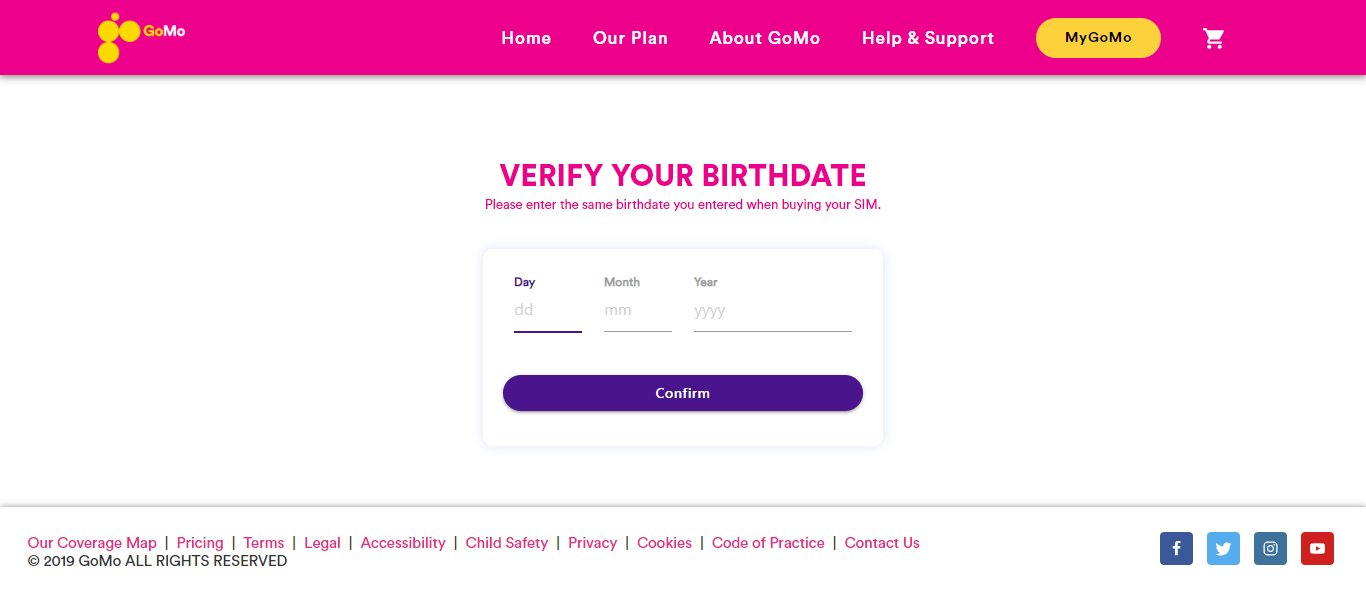 GoMo Home Our Plan About GoMo Help & Support MyGoMo
VERIFY YOUR BIRTHDATE
Please enter the same birthdate you entered when buying your SIM.
Day Month Year
dd mm yyyy
Confirm
Our Coverage Map | Pricing | Terms | Legal | Accessibility | Child Safety | Privacy | Cookies | Code of Practice | Contact Us
© 2019 GoMo ALL RIGHTS RESERVED